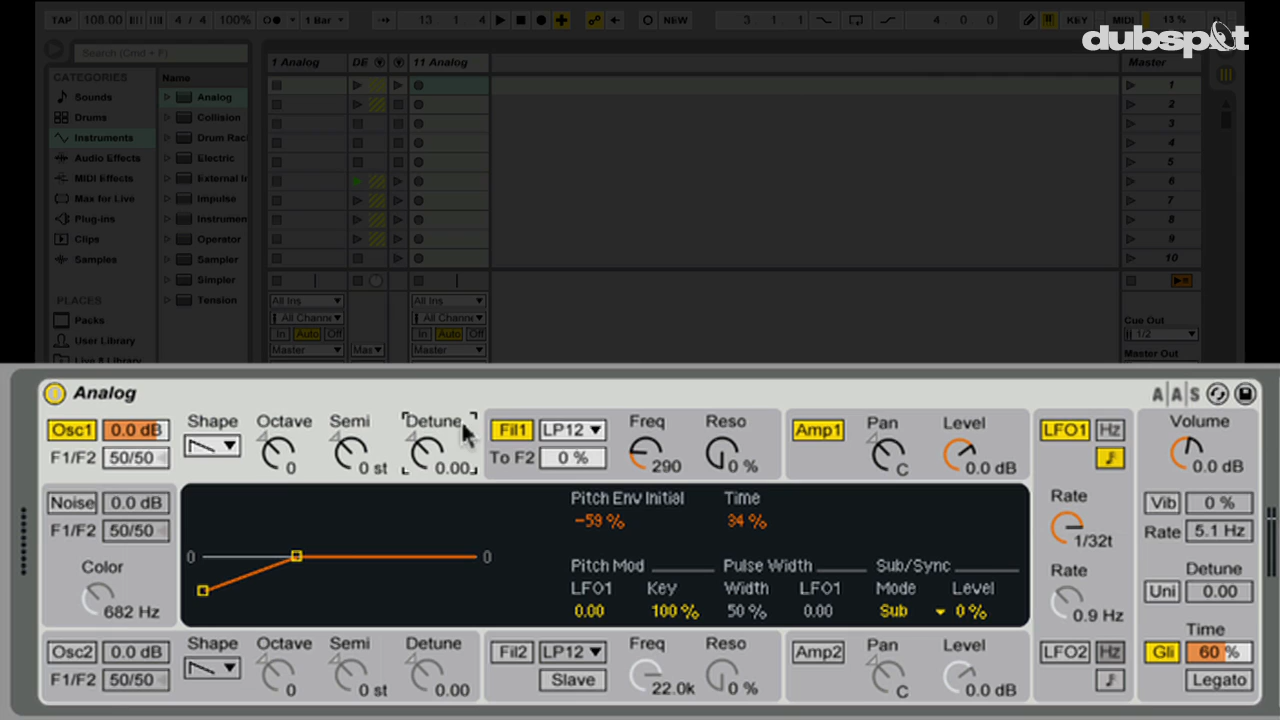 TAP 108.00 4 / 4 100% 1 Bar 13 1 4 NEW 3 1 1 4 0 0 KEY MIDI 13 %
dubspot
Search (Cmd + F)
CATEGORIES
Sounds
Drums
Instruments
Audio Effects
MIDI Effects
Max for Live
Plug-ins
Clips
Samples
PLACES
Packs
User Library
Name
Analog
Collision
Drum Rac
Electric
External In
Impulse
Instrumen
Operator
Sampler
Simpler
Tension
1 Analog DE 11 Analog Master
1
2
3
4
5
6
7
8
9
10
All Ins All Ins
All Channe All Channe
In Auto Off In Auto Off
Master Mas Master
Cue Out
1/2
Master Out
Analog AAS
Osc1 0.0 dB
F1/F2 50/50
Shape Octave Semi Detune
0 0 st 0.00
Fil1 LP12 Freq Reso
To F2 0 % 290 0 %
Amp1 Pan Level
C 0.0 dB
LFO1 Hz
Rate
1/32t
Rate
0.9 Hz
LFO2 Hz
Volume
0.0 dB
Vib 0 %
Rate 5.1 Hz
Detune
Uni 0.00
Time
Gli 60 %
Legato
Noise 0.0 dB
F1/F2 50/50
Color
682 Hz
0 0
Pitch Env Initial Time
-59 % 34 %
Pitch Mod Pulse Width Sub/Sync
LFO1 Key Width LFO1 Mode Level
0.00 100 % 50 % 0.00 Sub 0 %
Osc2 0.0 dB
F1/F2 50/50
Shape Octave Semi Detune
0 0 st 0.00
Fil2 LP12 Freq Reso
Slave 22.0k 0 %
Amp2 Pan Level
C 0.0 dB